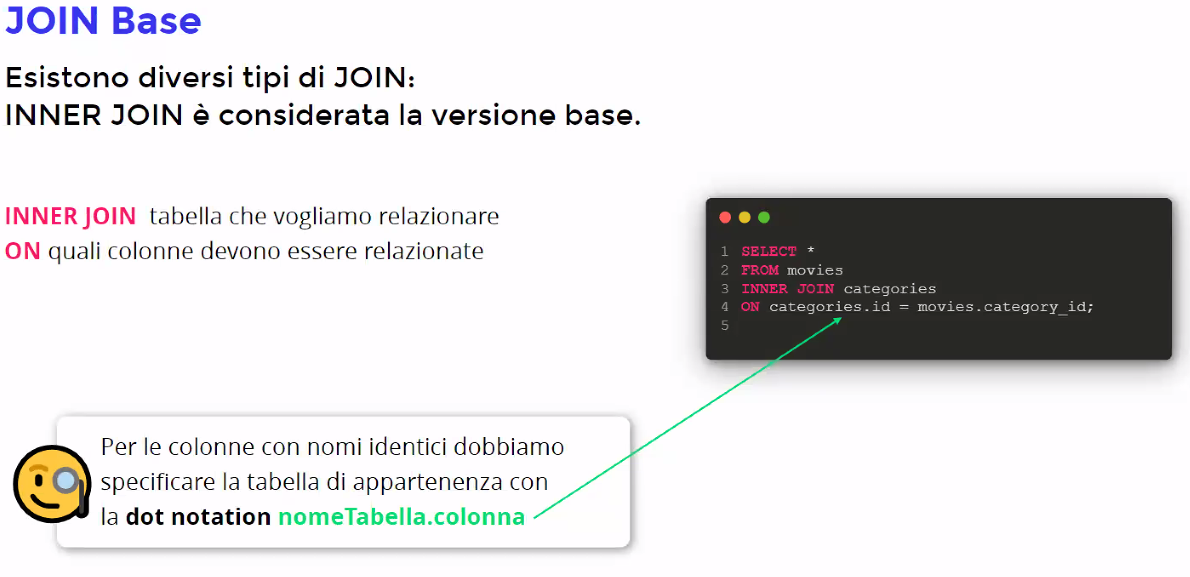 JOIN Base
Esistono diversi tipi di JOIN:
INNER JOIN è considerata la versione base.
INNER JOIN tabella che vogliamo relazionare
ON quali colonne devono essere relazionate
1 SELECT *
2 FROM movies
3 INNER JOIN categories
4 ON categories.id = movies.category_id;
5
Per le colonne con nomi identici dobbiamo
specificare la tabella di appartenenza con
la dot notation nomeTabella.colonna